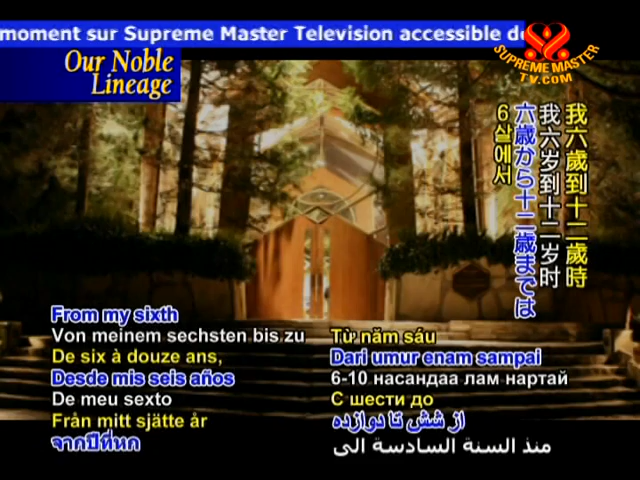 moment sur Supreme Master Television accessible d
SUPREME MASTER
TV.COM
Our Noble
Lineage
我六歲到十二歲時
我六岁到十二岁时
六歳から十二歳までは
6살에서
From my sixth
Von meinem sechsten bis zu
De six à douze ans,
Desde mis seis años
De meu sexto
Från mitt sjätte år
จากปีที่หก
Từ năm sáu
Dari umur enam sampai
6-10 насандаа лам нартай
С шести до
از شش تا دوازده
منذ السنة السادسة الى